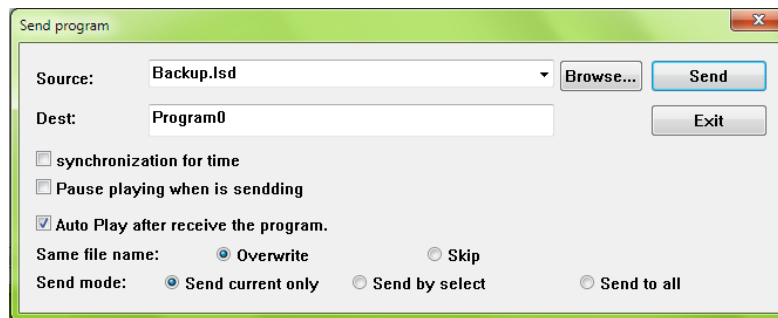 Send program
Source: Backup.lsd Browse... Send
Dest: Program0 Exit
synchronization for time
Pause playing when is sendding
Auto Play after receive the program.
Same file name: Overwrite Skip
Send mode: Send current only Send by select Send to all